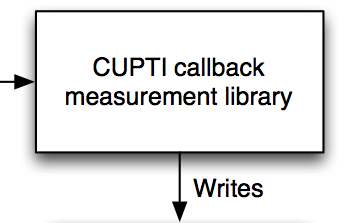 CUPTI callback
measurement library
Writes